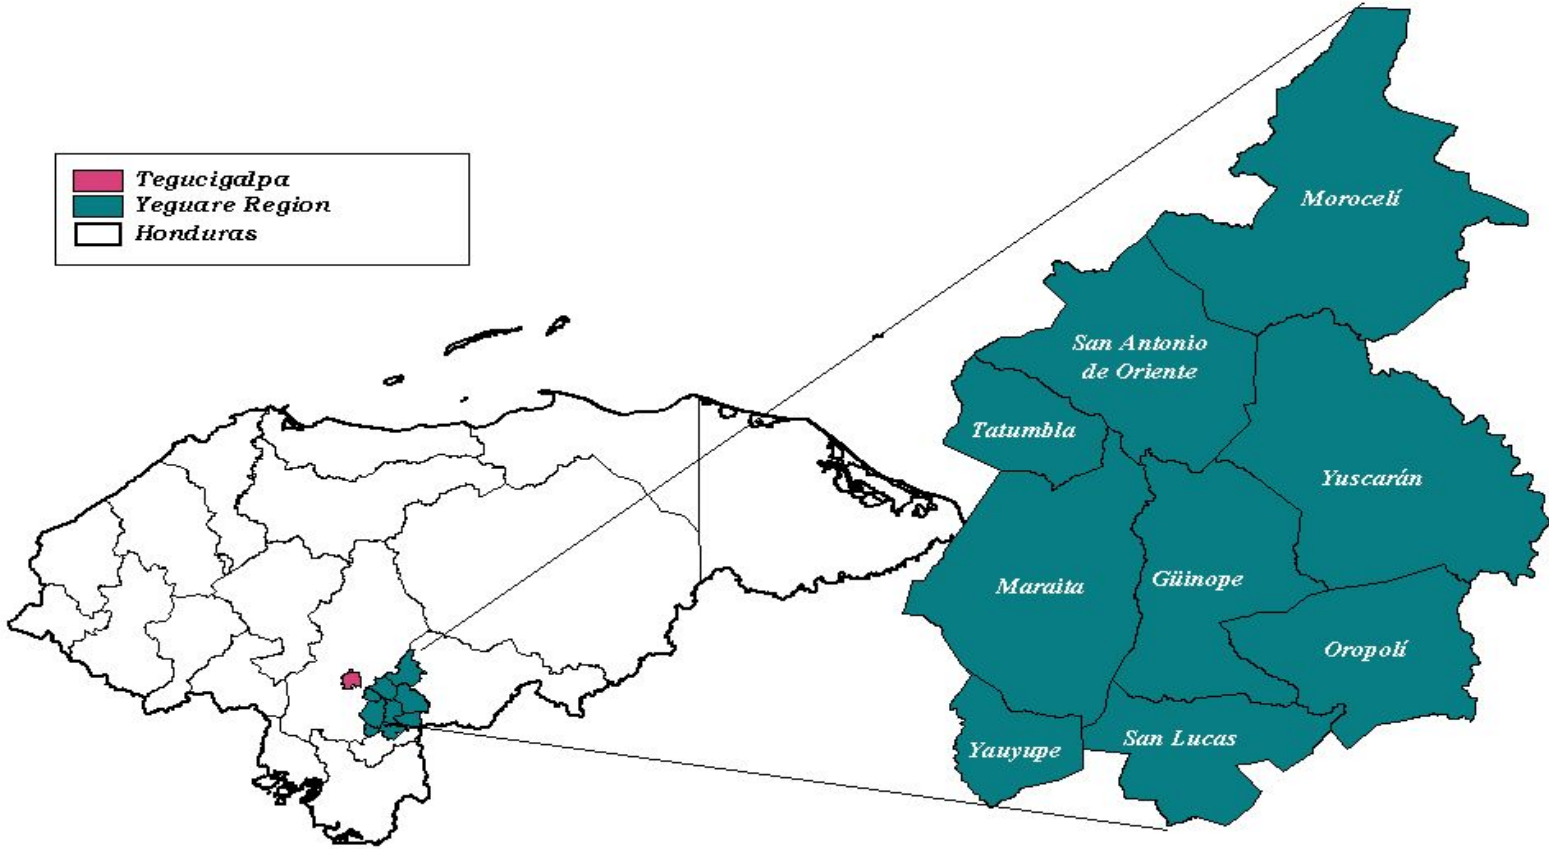 Tegucigalpa
Yeguare Region
Honduras
Morocelí
San Antonio
de Oriente
Tatumbla
Yuscarán
Maraita
Güinope
Oropolí
Yauyupe
San Lucas